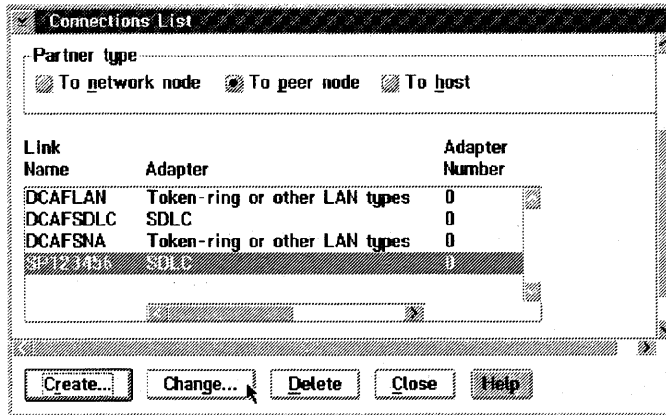 Connections List
Partner type
To network node To peer node To host
Link Name Adapter Adapter Number
DCAFLAN Token-ring or other LAN types 0
DCAFSDLC SDLC 0
DCAFSNA Token-ring or other LAN types 0
SP123456 SDLC 0
Create... Change... Delete Close Help